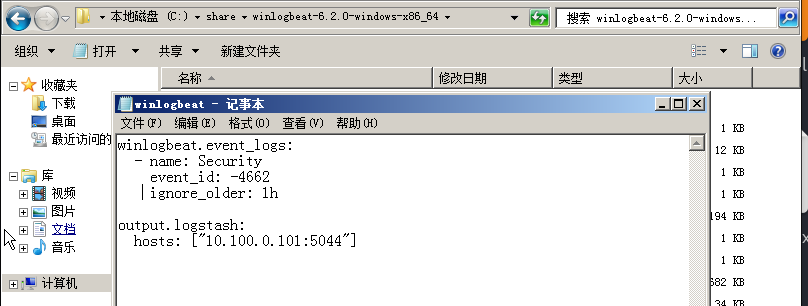 本地磁盘 (C:) ▸ share ▸ winlogbeat-6.2.0-windows-x86_64 ▸
搜索 winlogbeat-6.2.0-windows...
组织 打开 共享 新建文件夹
名称 修改日期 类型 大小
收藏夹
下载
桌面
最近访问的
库
视频
图片
文档
音乐
计算机
winlogbeat - 记事本
文件(F) 编辑(E) 格式(O) 查看(V) 帮助(H)
winlogbeat.event_logs:
- name: Security
event_id: -4662
ignore_older: 1h
output.logstash:
hosts: ["10.100.0.101:5044"]
1 KB
12 KB
1 KB
1 KB
1 KB
194 KB
1 KB
1 KB
682 KB
34 KB